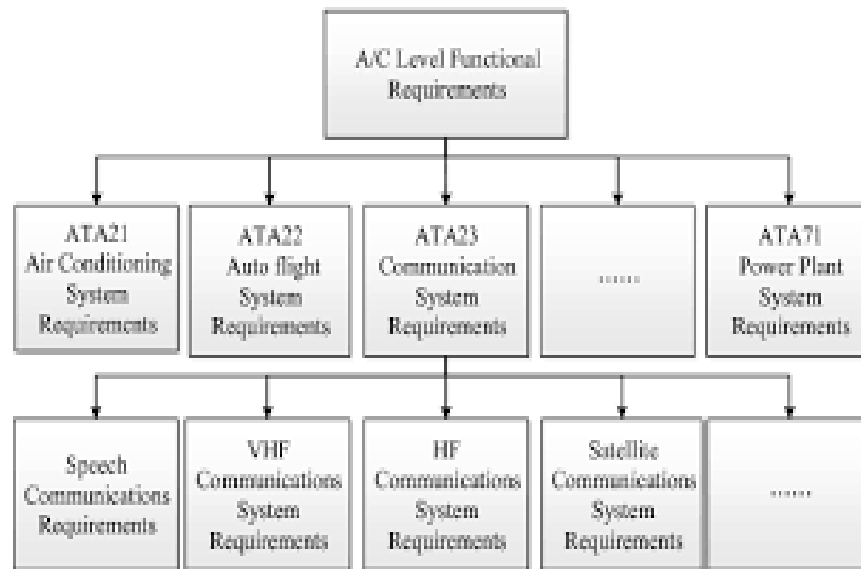 A/C Level Functional
Requirements
ATA21
Air Conditioning
System
Requirements
ATA22
Auto flight
System
Requirements
ATA23
Communication
System
Requirements
......
ATA71
Power Plant
System
Requirements
Speech
Communications
Requirements
VHF
Communications
System
Requirements
HF
Communications
System
Requirements
Satellite
Communications
System
Requirements
......